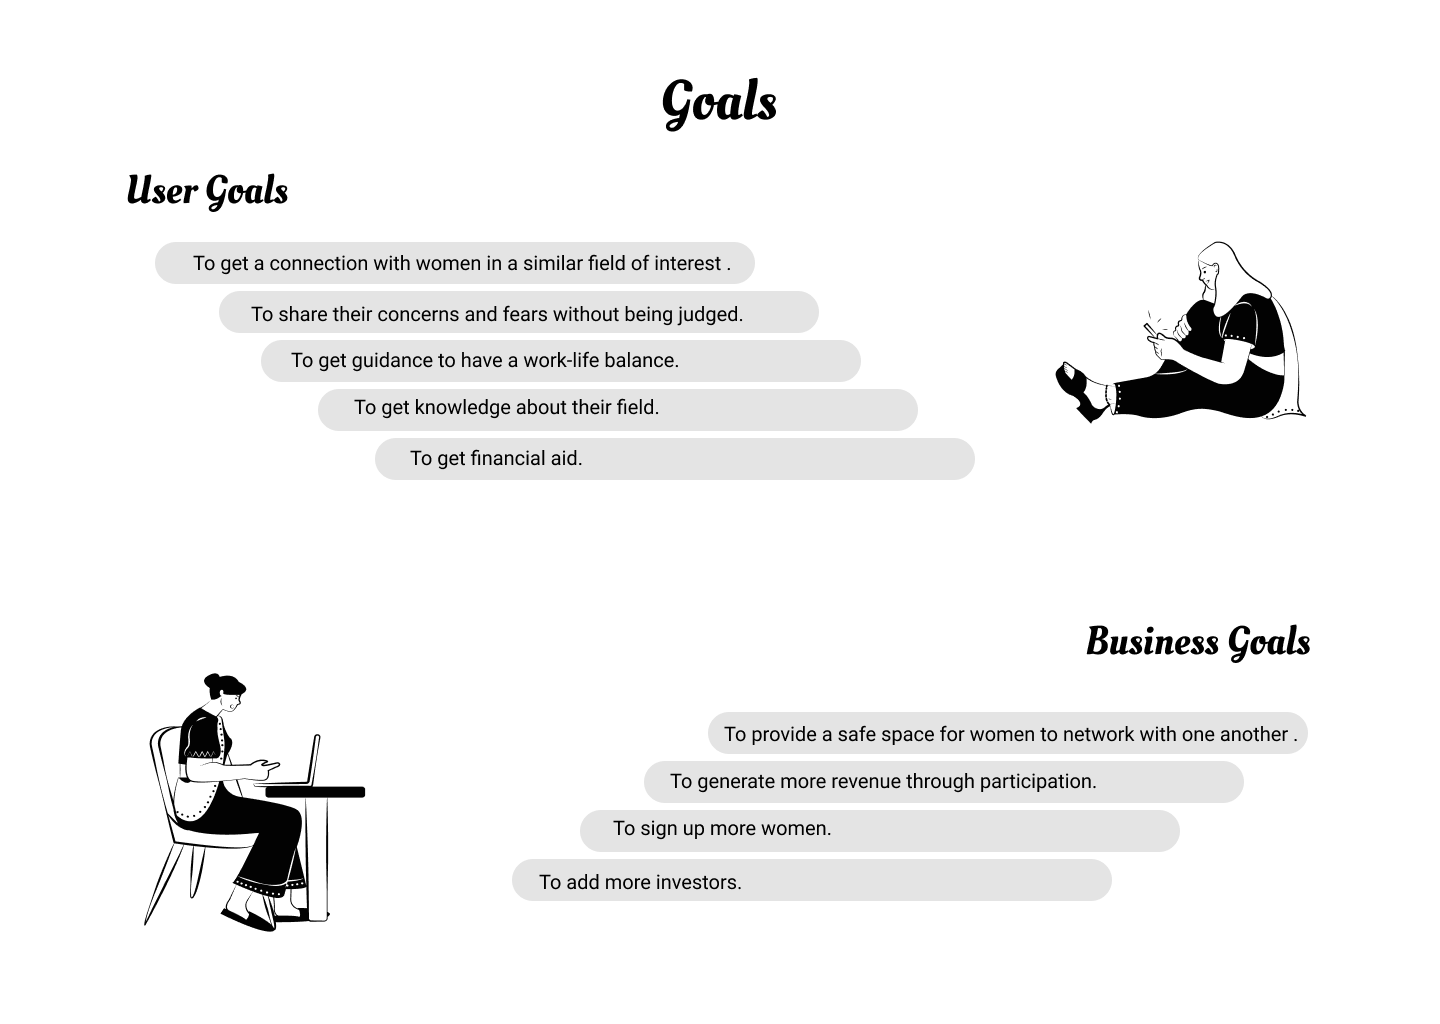 Goals
User Goals
To get a connection with women in a similar field of interest .
To share their concerns and fears without being judged.
To get guidance to have a work-life balance.
To get knowledge about their field.
To get financial aid.
Business Goals
To provide a safe space for women to network with one another .
To generate more revenue through participation.
To sign up more women.
To add more investors.